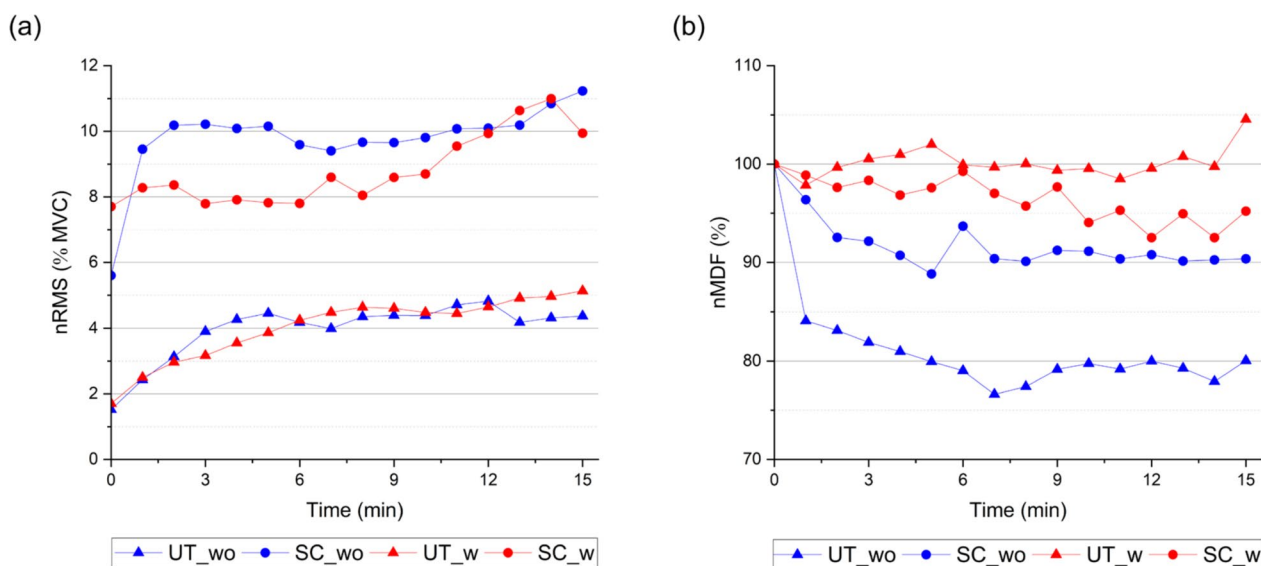 (a)
nRMS (% MVC)
12
10
8
6
4
2
0
0 3 6 9 12 15
Time (min)
UT_wo SC_wo UT_w SC_w
(b)
nMDF (%)
110
100
90
80
70
0 3 6 9 12 15
Time (min)
UT_wo SC_wo UT_w SC_w